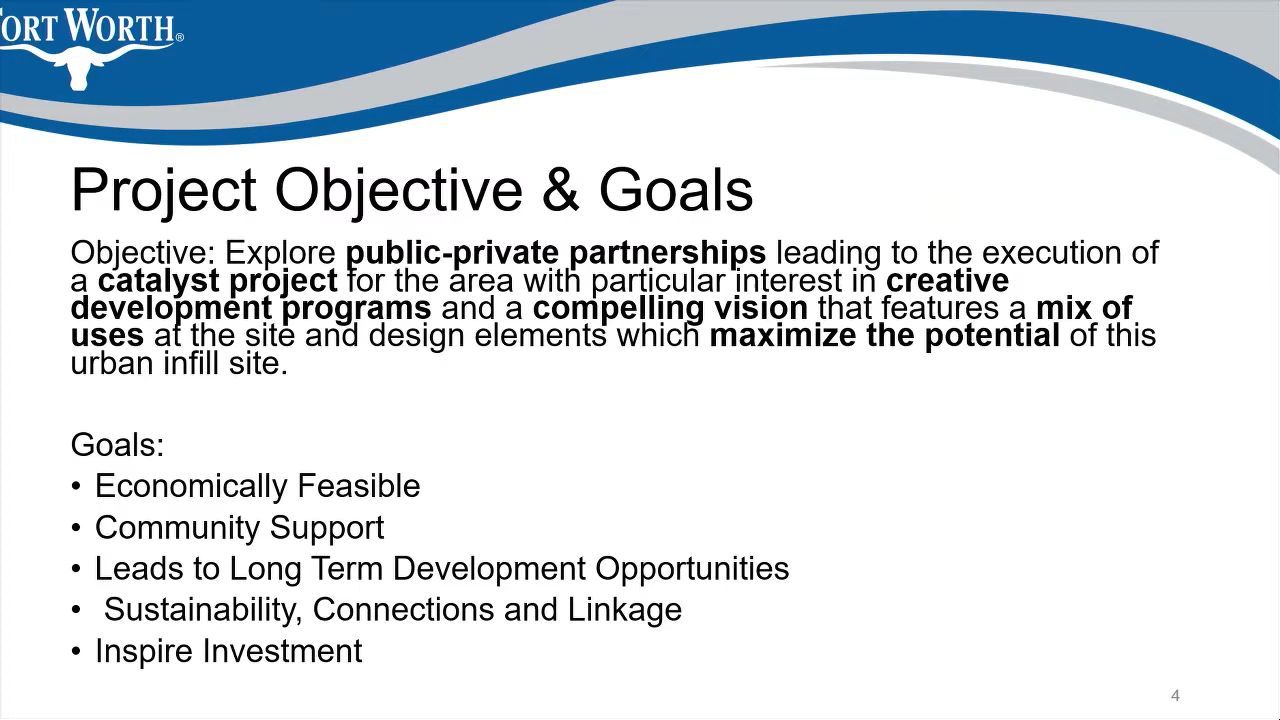 ORT WORTH®
Project Objective & Goals
Objective: Explore public-private partnerships leading to the execution of
a catalyst project for the area with particular interest in creative
development programs and a compelling vision that features a mix of
uses at the site and design elements which maximize the potential of this
urban infill site.
Goals:
• Economically Feasible
• Community Support
• Leads to Long Term Development Opportunities
• Sustainability, Connections and Linkage
• Inspire Investment
4